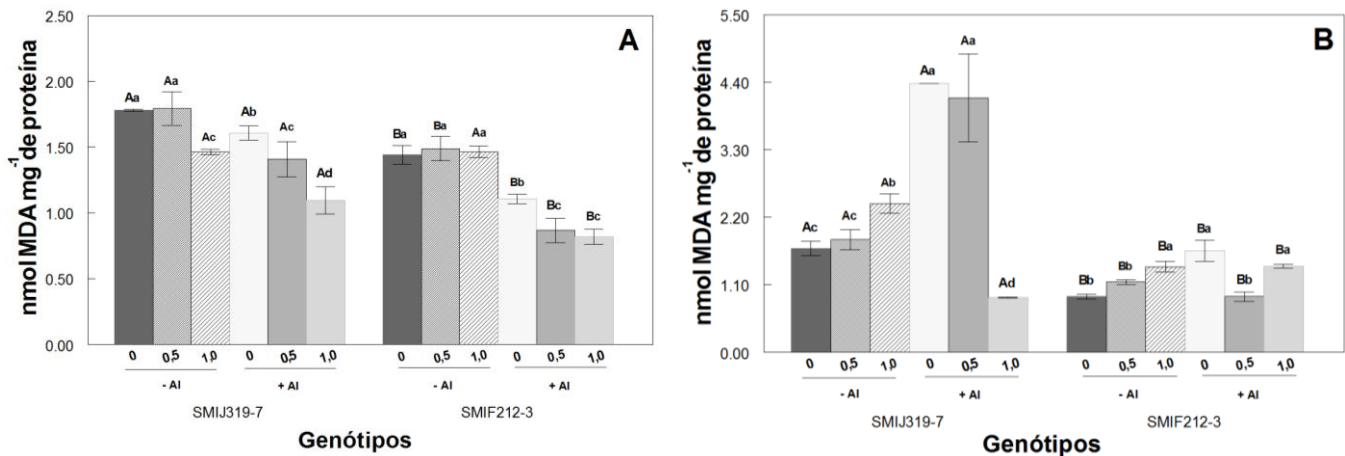 A
nmol MDA mg⁻¹ de proteína
2.50
2.00
1.50
1.00
0.50
0.00
Aa Aa Ac Ab Ac Ad Ba Ba Aa Bb Bc Bc
0 0,5 1,0 0 0,5 1,0 0 0,5 1,0 0 0,5 1,0
- Al + Al - Al + Al
SMIJ319-7 SMIF212-3
Genótipos
B
nmol MDA mg⁻¹ de proteína
5.50
4.40
3.30
2.20
1.10
0.00
Ac Ac Ab Aa Aa Ad Bb Bb Ba Ba Bb Ba
0 0,5 1,0 0 0,5 1,0 0 0,5 1,0 0 0,5 1,0
- Al + Al - Al + Al
SMIJ319-7 SMIF212-3
Genótipos